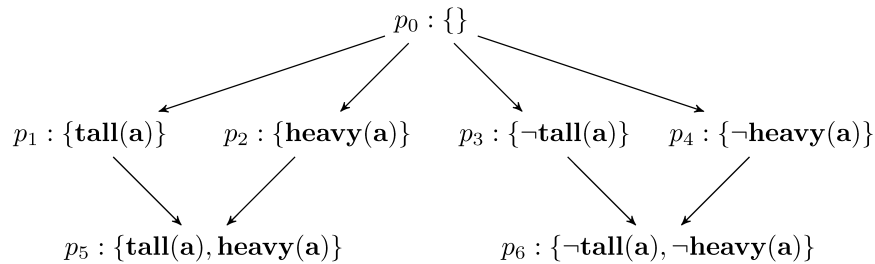 p₀ : {}
p₁ : {tall(a)} p₂ : {heavy(a)} p₃ : {¬tall(a)} p₄ : {¬heavy(a)}
p₅ : {tall(a), heavy(a)} p₆ : {¬tall(a), ¬heavy(a)}